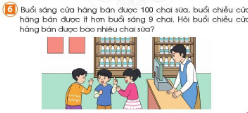 6 Buổi sáng cửa hàng bán được 100 chai sữa, buổi chiều cửa
hàng bán được ít hơn buổi sáng 9 chai. Hỏi buổi chiều cửa
hàng bán được bao nhiêu chai sữa?